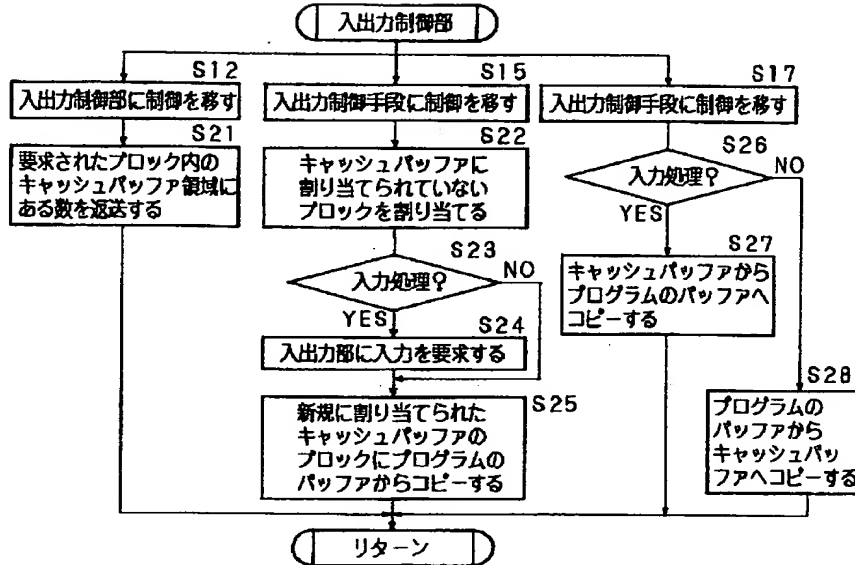 入出力制御部
S12
入出力制御部に制御を移す
S21
要求されたブロック内の
キャッシュバッファ領域に
ある数を返送する
S15
入出力制御手段に制御を移す
S22
キャッシュバッファに
割り当てられていない
ブロックを割り当てる
S23
入力処理?
NO
YES
S24
入出力部に入力を要求する
S25
新規に割り当てられた
キャッシュバッファの
ブロックにプログラムの
バッファからコピーする
S17
入出力制御手段に制御を移す
S26
入力処理?
NO
YES
S27
キャッシュバッファから
プログラムのバッファへ
コピーする
S28
プログラムの
バッファから
キャッシュバッ
ファへコピーする
リターン